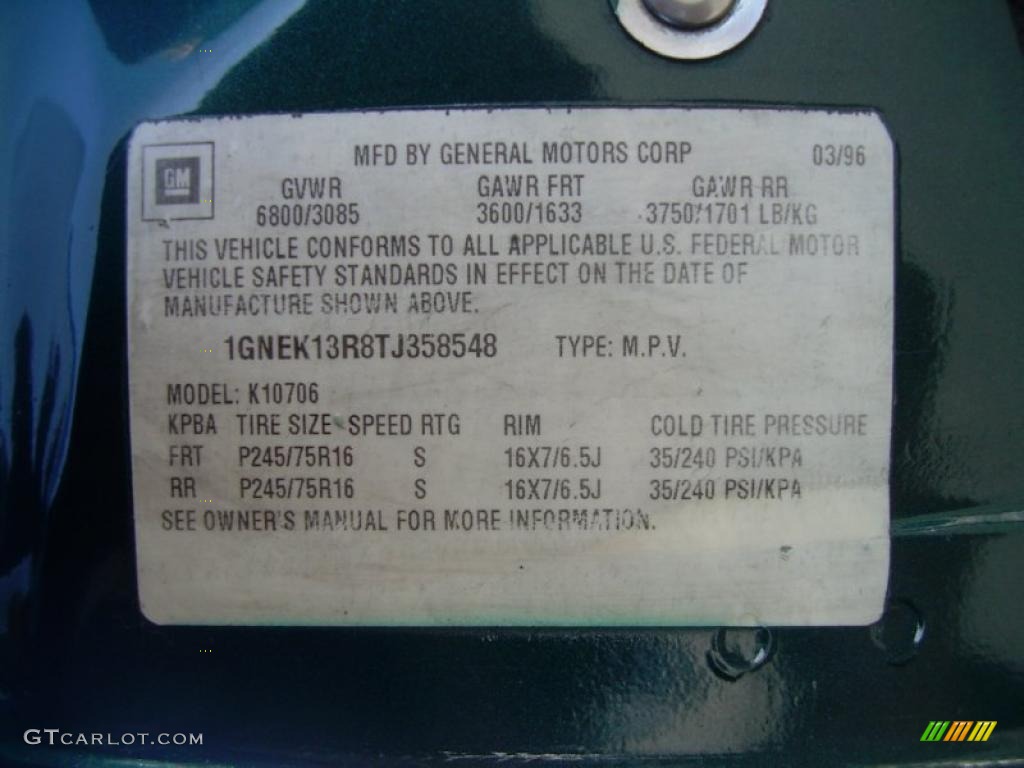 MFD BY GENERAL MOTORS CORP 03/96
GM
GVWR GAWR FRT GAWR RR
6800/3085 3600/1633 3750/1701 LB/KG
THIS VEHICLE CONFORMS TO ALL APPLICABLE U.S. FEDERAL MOTOR
VEHICLE SAFETY STANDARDS IN EFFECT ON THE DATE OF
MANUFACTURE SHOWN ABOVE.
1GNEK13R8TJ358548 TYPE: M.P.V.
MODEL: K10706
KPBA TIRE SIZE SPEED RTG RIM COLD TIRE PRESSURE
FRT P245/75R16 S 16X7/6.5J 35/240 PSI/KPA
RR P245/75R16 S 16X7/6.5J 35/240 PSI/KPA
SEE OWNER'S MANUAL FOR MORE INFORMATION.
GTCARLOT.COM